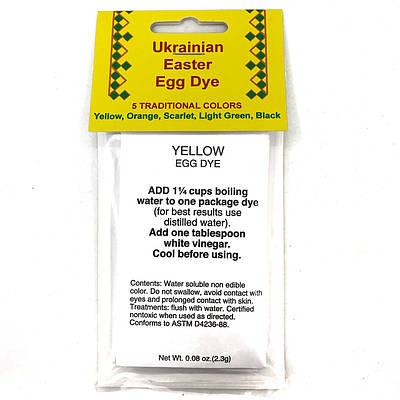 Ukrainian
Easter
Egg Dye
5 TRADITIONAL COLORS
Yellow, Orange, Scarlet, Light Green, Black
YELLOW
EGG DYE
ADD 1¼ cups boiling
water to one package dye
(for best results use
distilled water).
Add one tablespoon
white vinegar.
Cool before using.
Contents: Water soluble non edible
color. Do not swallow, avoid contact with
eyes and prolonged contact with skin.
Treatments: flush with water. Certified
nontoxic when used as directed.
Conforms to ASTM D4236-88.
Net Wt. 0.08 oz.(2.3g)